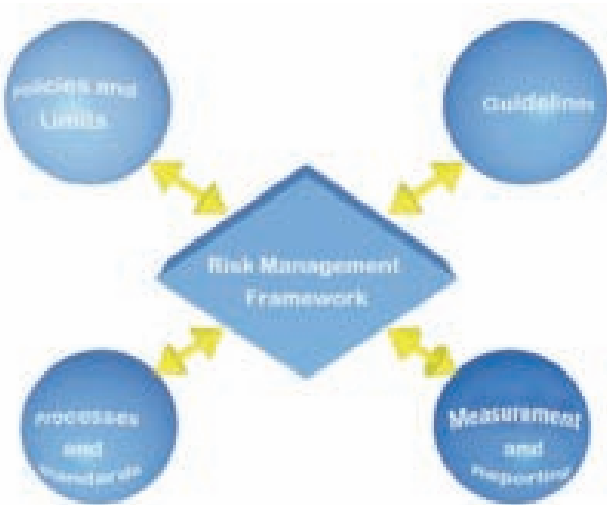 Policies and
Limits
Guidelines
Risk Management
Framework
Processes
and
Standards
Measurement
and
Reporting